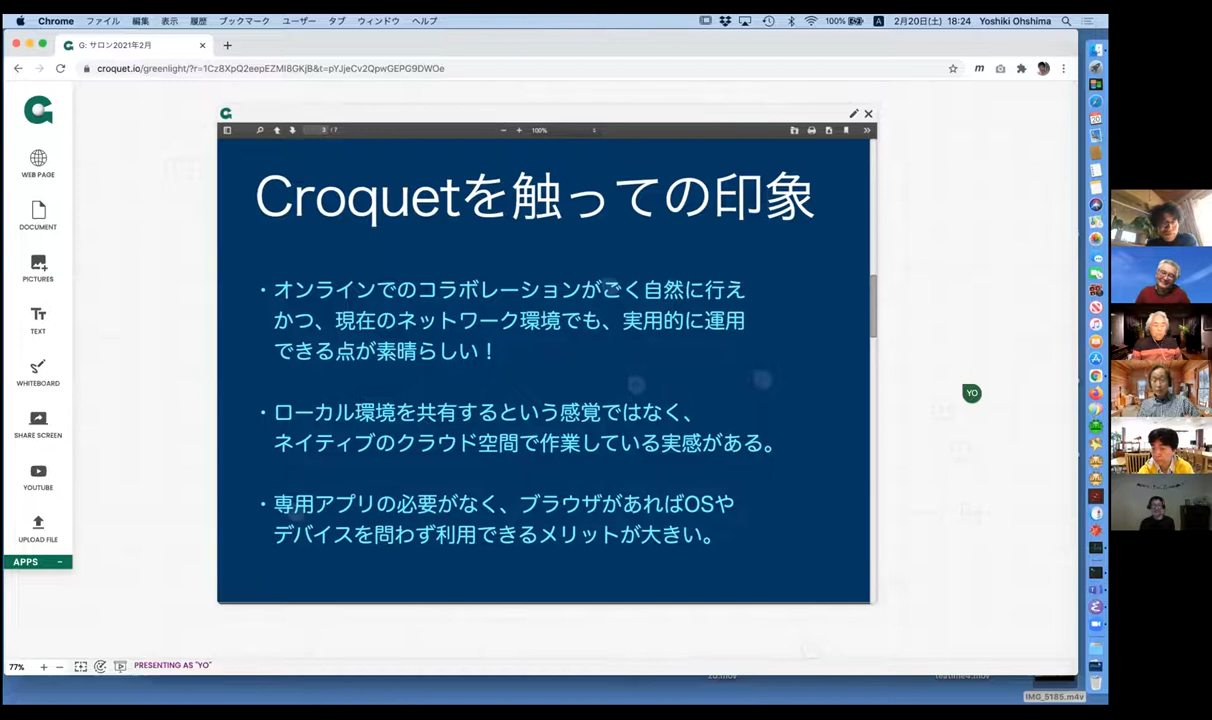 Chrome ファイル 編集 表示 履歴 ブックマーク ユーザー タブ ウィンドウ ヘルプ 100% A 2月20日(土) 18:24 Yoshiki Ohshima
G: サロン2021年2月
croquet.io/greenlight/?r=1Cz8XpQ2eepEZMI8GKjB&t=pYJjeCv2QpwGEPG9DWOe
3 / 7 100%
WEB PAGE
DOCUMENT
PICTURES
TEXT
WHITEBOARD
SHARE SCREEN
YOUTUBE
UPLOAD FILE
APPS
Croquetを触っての印象
・オンラインでのコラボレーションがごく自然に行え
かつ、現在のネットワーク環境でも、実用的に運用
できる点が素晴らしい！
・ローカル環境を共有するという感覚ではなく、
ネイティブのクラウド空間で作業している実感がある。
・専用アプリの必要がなく、ブラウザがあればOSや
デバイスを問わず利用できるメリットが大きい。
YO
77% PRESENTING AS "YO"
IMG_5185.m4v